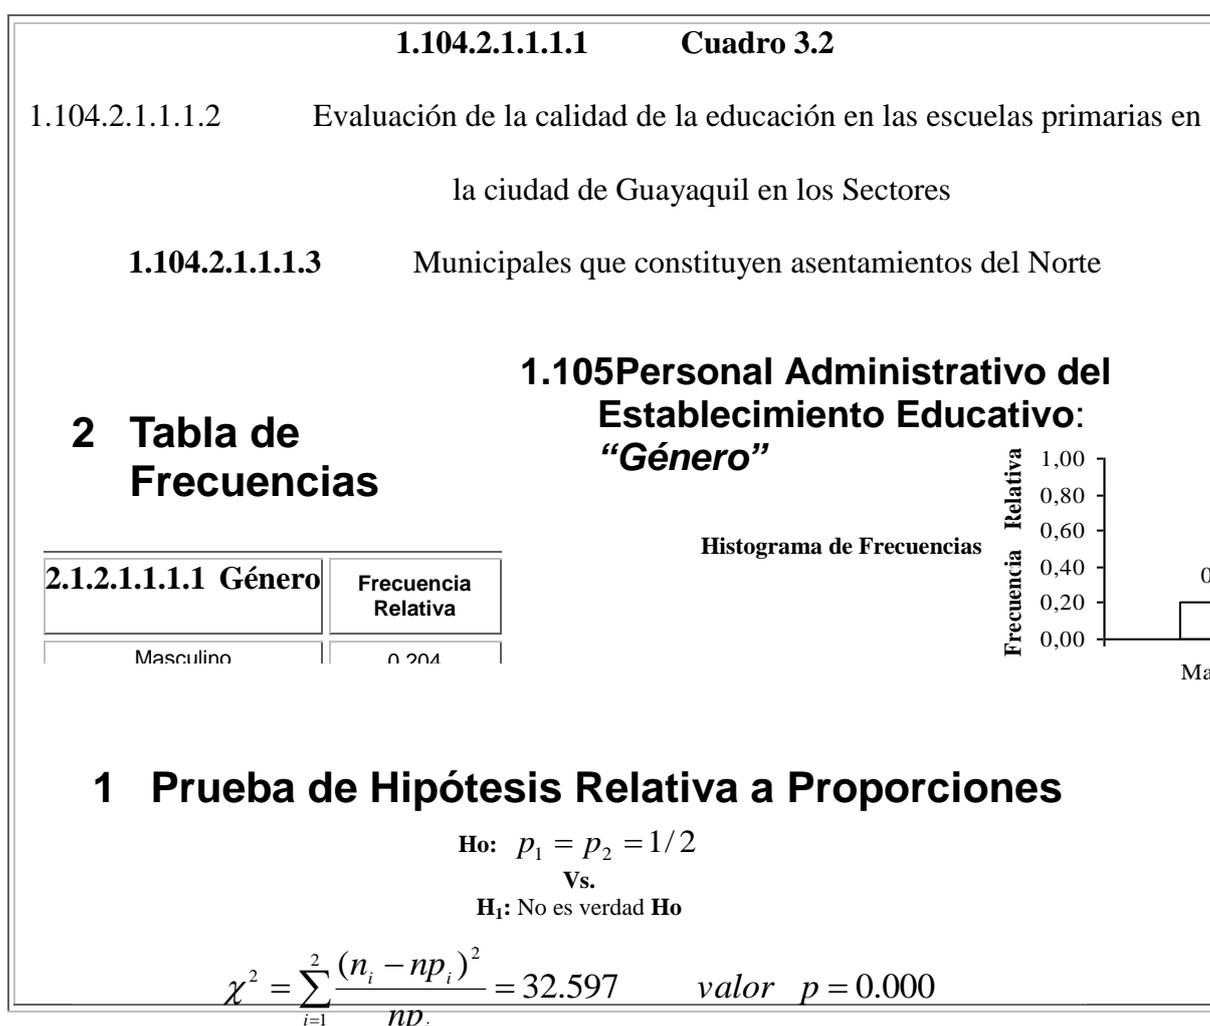 1.104.2.1.1.1.1 Cuadro 3.2
1.104.2.1.1.1.2 Evaluación de la calidad de la educación en las escuelas primarias en
la ciudad de Guayaquil en los Sectores
1.104.2.1.1.1.3 Municipales que constituyen asentamientos del Norte
1.105Personal Administrativo del
Establecimiento Educativo:
“Género”
2 Tabla de
Frecuencias
2.1.2.1.1.1.1 Género
Frecuencia
Relativa
Masculino
0.204
Histograma de Frecuencias
Frecuencia Relativa
1,00
0,80
0,60
0,40
0,20
0,00
1 Prueba de Hipótesis Relativa a Proporciones
Ho: p₁ = p₂ = 1/2
Vs.
H₁: No es verdad Ho
χ² = ∑_{i=1}^{2} (nᵢ − npᵢ)² / npᵢ = 32.597 valor p = 0.000